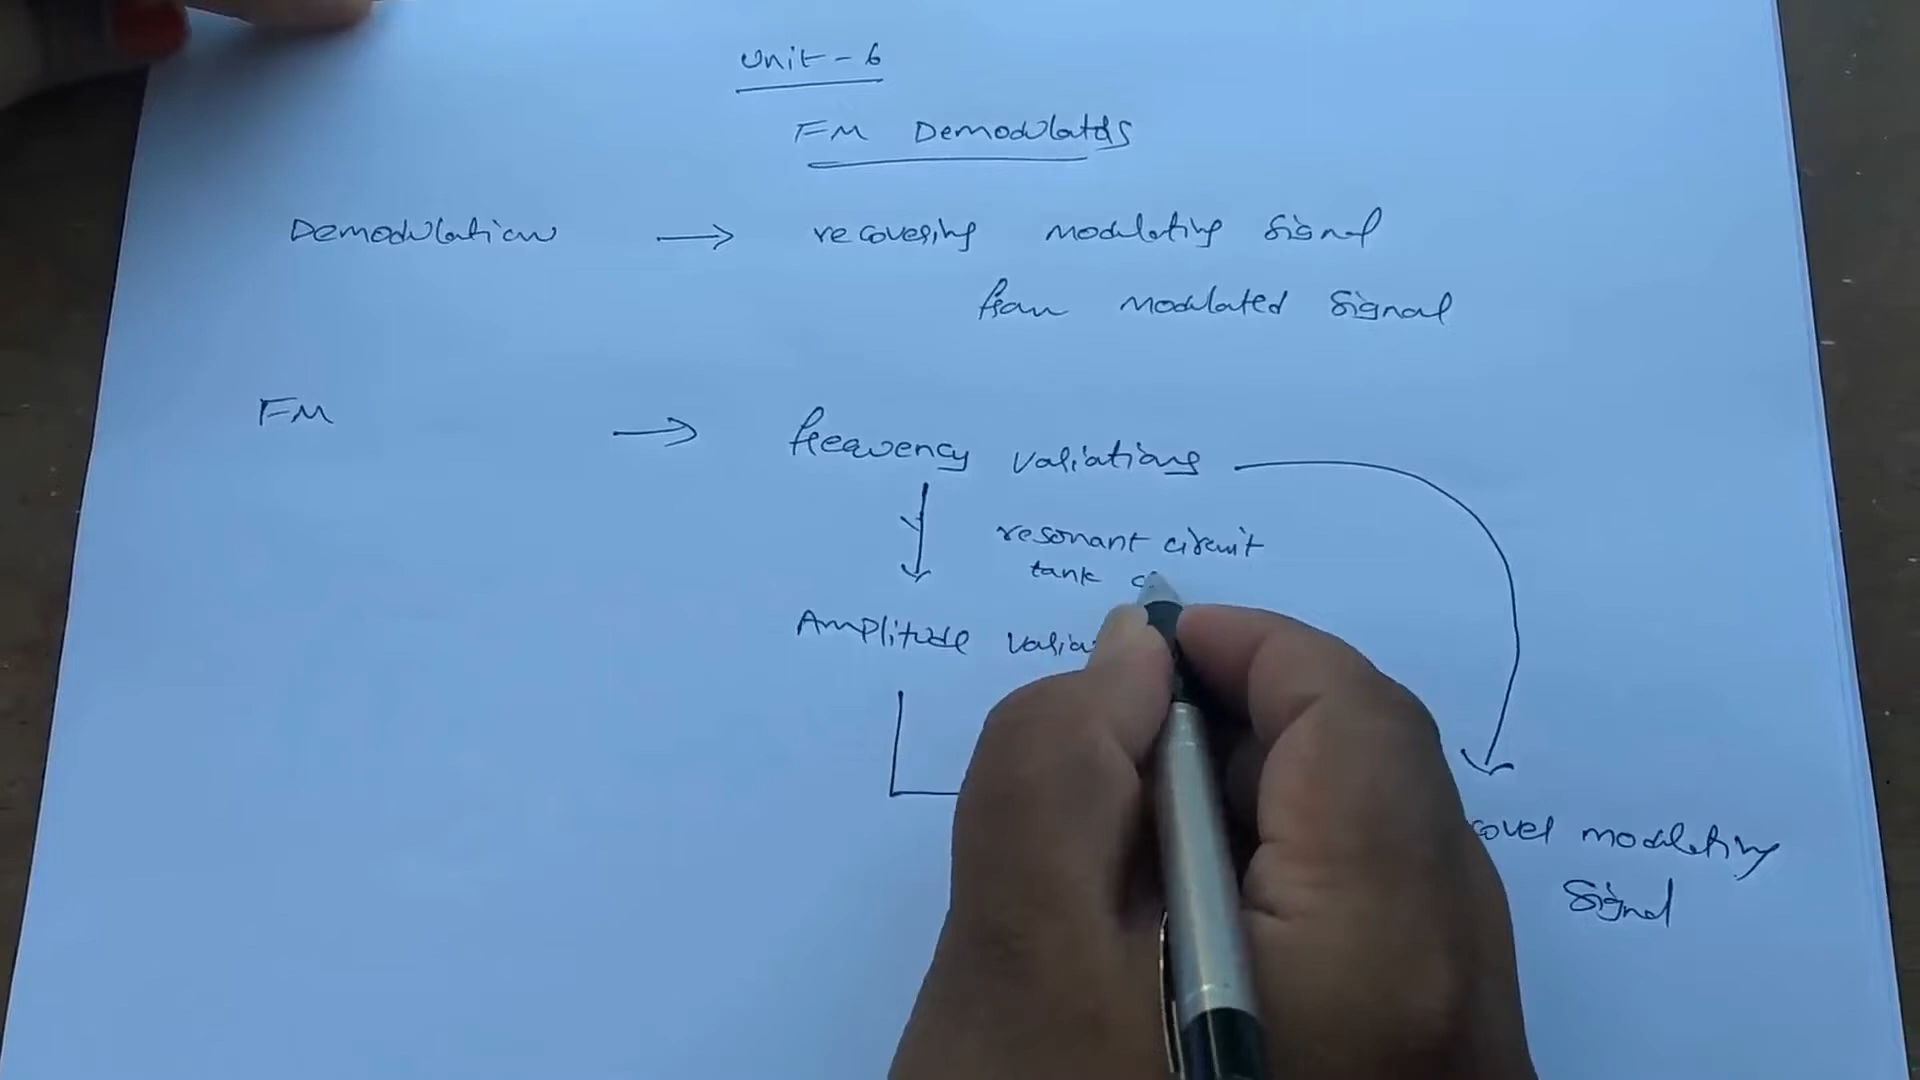 Unit - 6
FM Demodulators
Demodulation → recovering modulating signal
from modulated signal
FM → frequency variations
resonant circuit
tank
Amplitude
modulating
signal